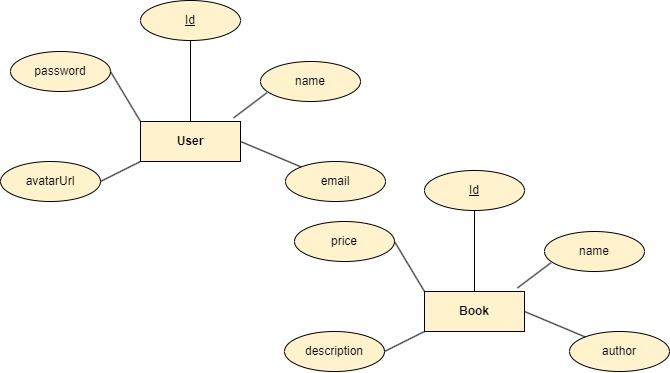 Id
password
name
User
avatarUrl
email
Id
price
name
Book
description
author